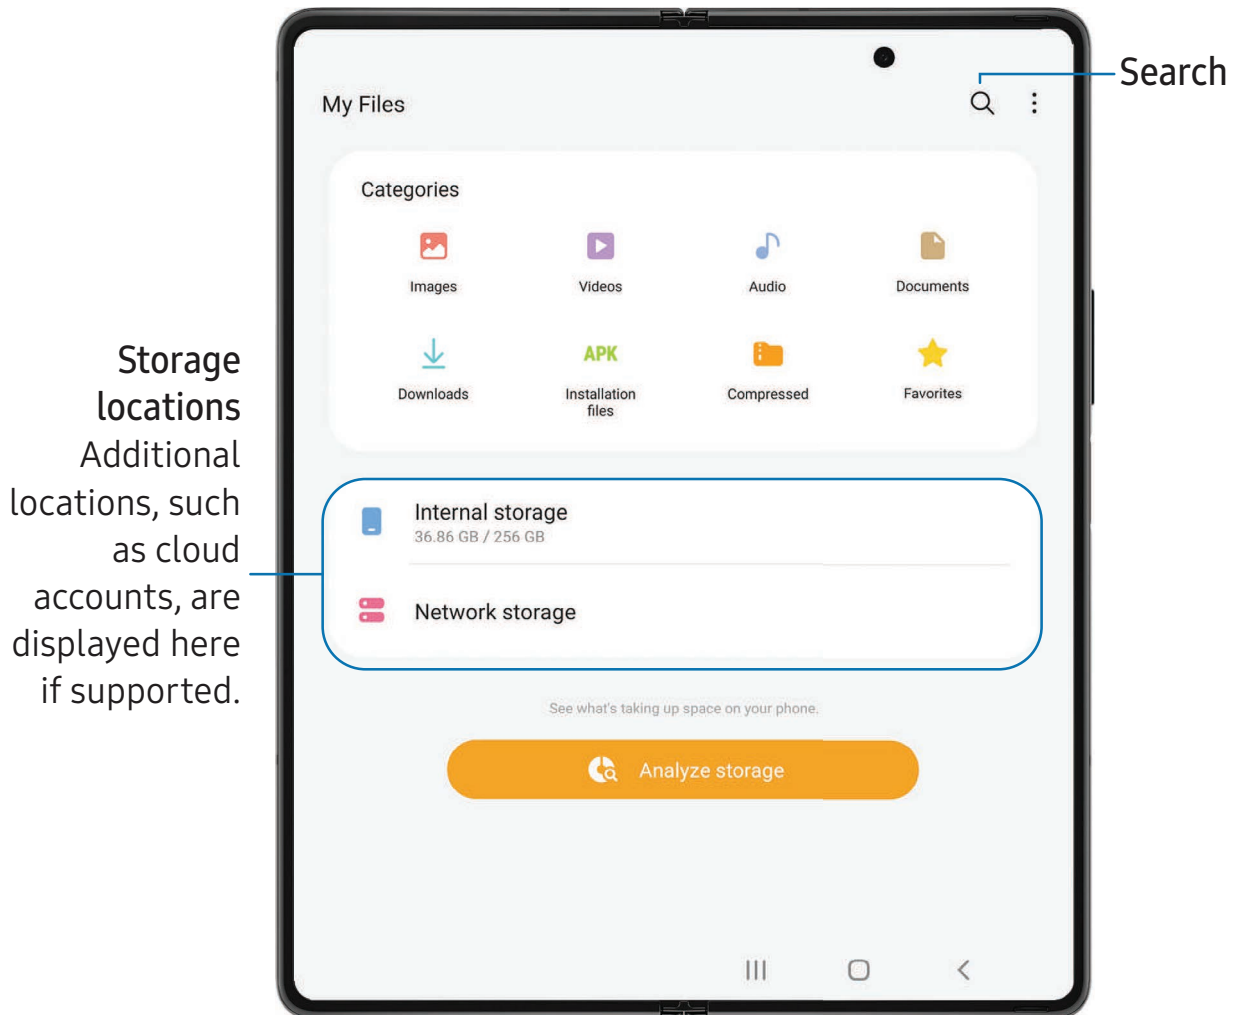 Search
My Files
Categories
Images
Videos
Audio
Documents
Downloads
APK
Installation
files
Compressed
Favorites
Storage
locations
Additional
locations, such
as cloud
accounts, are
displayed here
if supported.
Internal storage
36.86 GB / 256 GB
Network storage
See what's taking up space on your phone.
Analyze storage